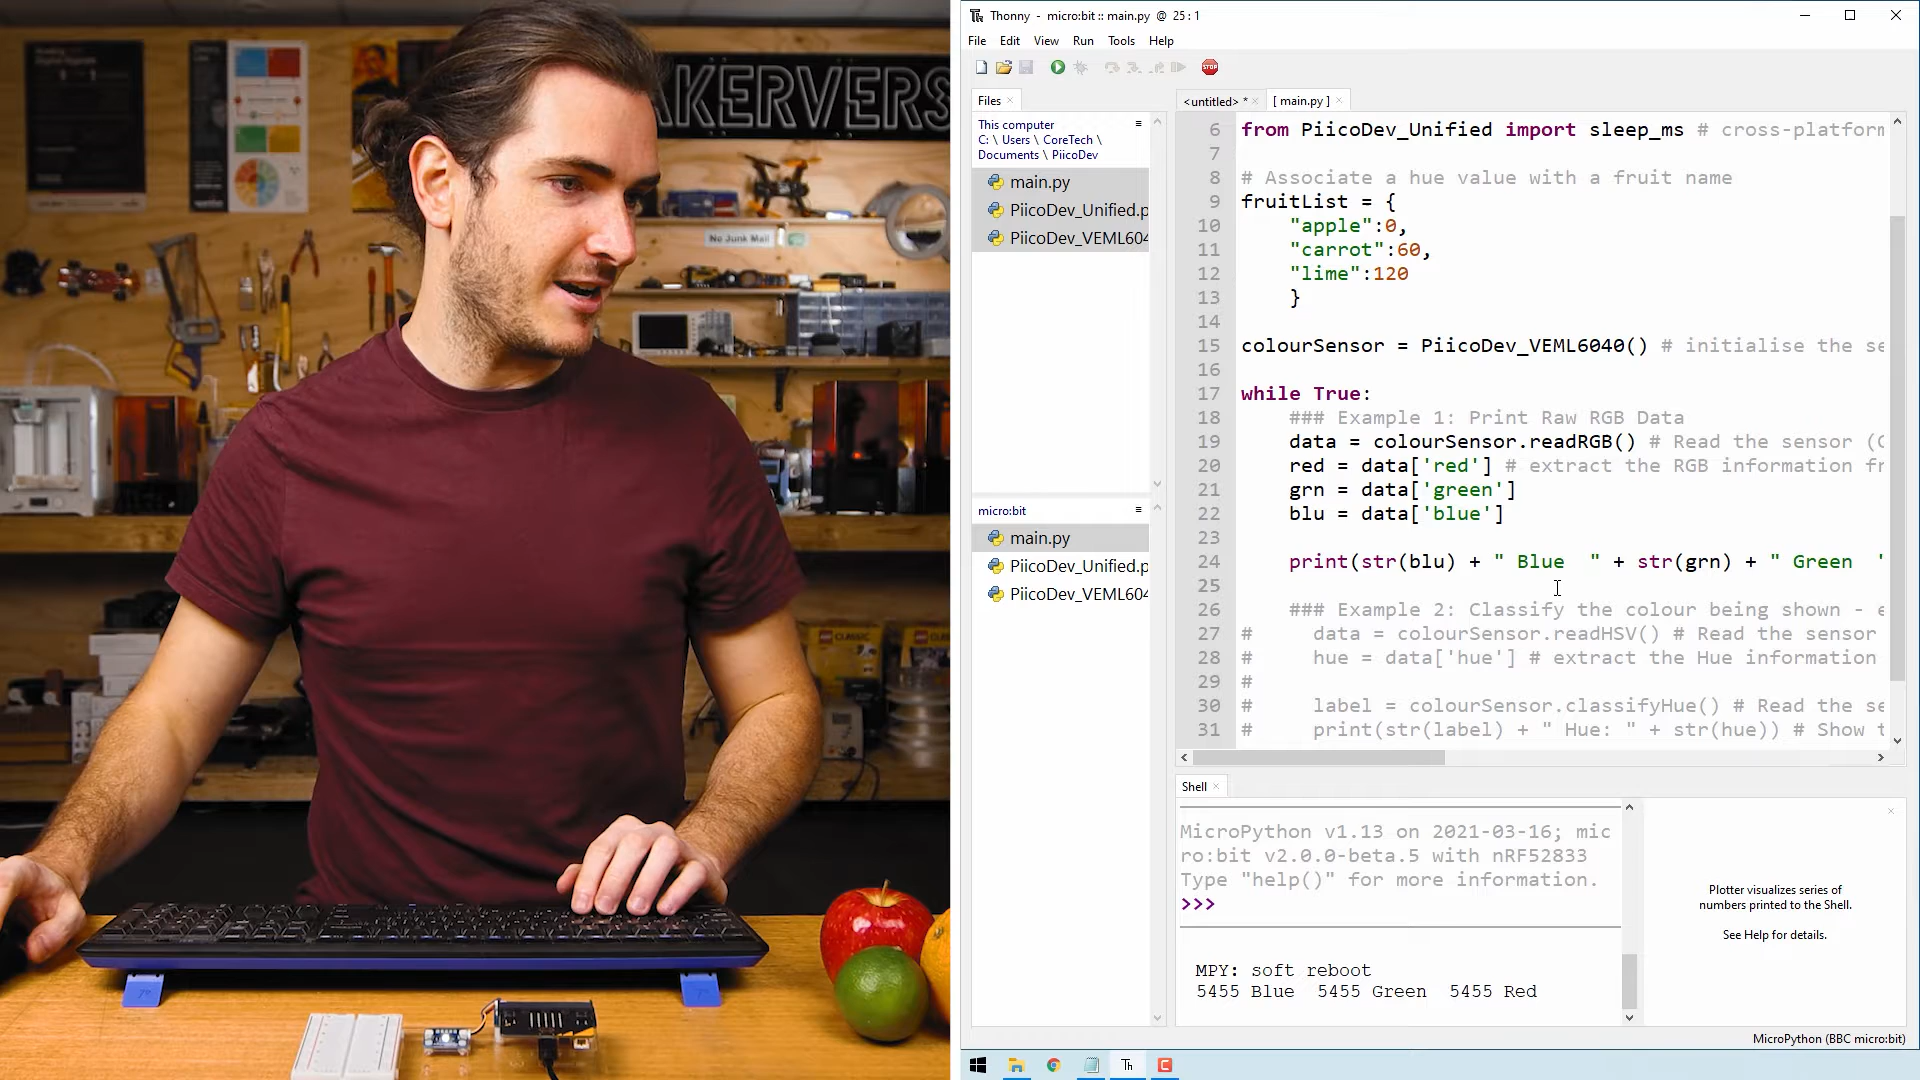 AKERVERS
No Junk Mail
CLASSIC
Thonny - micro:bit :: main.py @ 25 : 1
File Edit View Run Tools Help
STOP
Files
<untitled> *
[ main.py ]
This computer
C: \ Users \ CoreTech \
Documents \ PiicoDev
main.py
PiicoDev_Unified.p
PiicoDev_VEML604
micro:bit
main.py
PiicoDev_Unified.p
PiicoDev_VEML604
6 from PiicoDev_Unified import sleep_ms # cross-platform
7
8 # Associate a hue value with a fruit name
9 fruitList = {
10 "apple":0,
11 "carrot":60,
12 "lime":120
13 }
14
15 colourSensor = PiicoDev_VEML6040() # initialise the se
16
17 while True:
18 ### Example 1: Print Raw RGB Data
19 data = colourSensor.readRGB() # Read the sensor (C
20 red = data['red'] # extract the RGB information fr
21 grn = data['green']
22 blu = data['blue']
23
24 print(str(blu) + " Blue " + str(grn) + " Green "
25
26 ### Example 2: Classify the colour being shown - e
27 # data = colourSensor.readHSV() # Read the sensor
28 # hue = data['hue'] # extract the Hue information
29 #
30 # label = colourSensor.classifyHue() # Read the se
31 # print(str(label) + " Hue: " + str(hue)) # Show t
Shell
MicroPython v1.13 on 2021-03-16; mic
ro:bit v2.0.0-beta.5 with nRF52833
Type "help()" for more information.
>>>
MPY: soft reboot
5455 Blue 5455 Green 5455 Red
Plotter visualizes series of
numbers printed to the Shell.
See Help for details.
MicroPython (BBC micro:bit)
Th